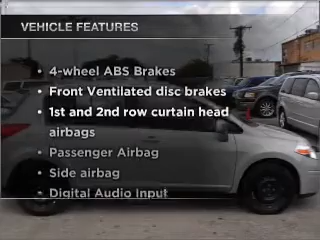 VEHICLE FEATURES
• 4-wheel ABS Brakes
• Front Ventilated disc brakes
• 1st and 2nd row curtain head
airbags
• Passenger Airbag
• Side airbag
• Digital Audio Input